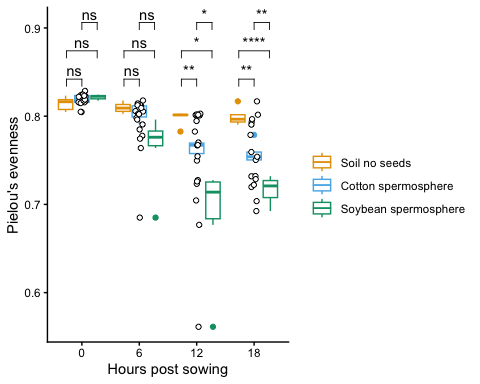 ns * **
ns ns * ****
ns ns ** **
0.9
0.8
0.7
0.6
Pielou's evenness
0 6 12 18
Hours post sowing
Soil no seeds
Cotton spermosphere
Soybean spermosphere